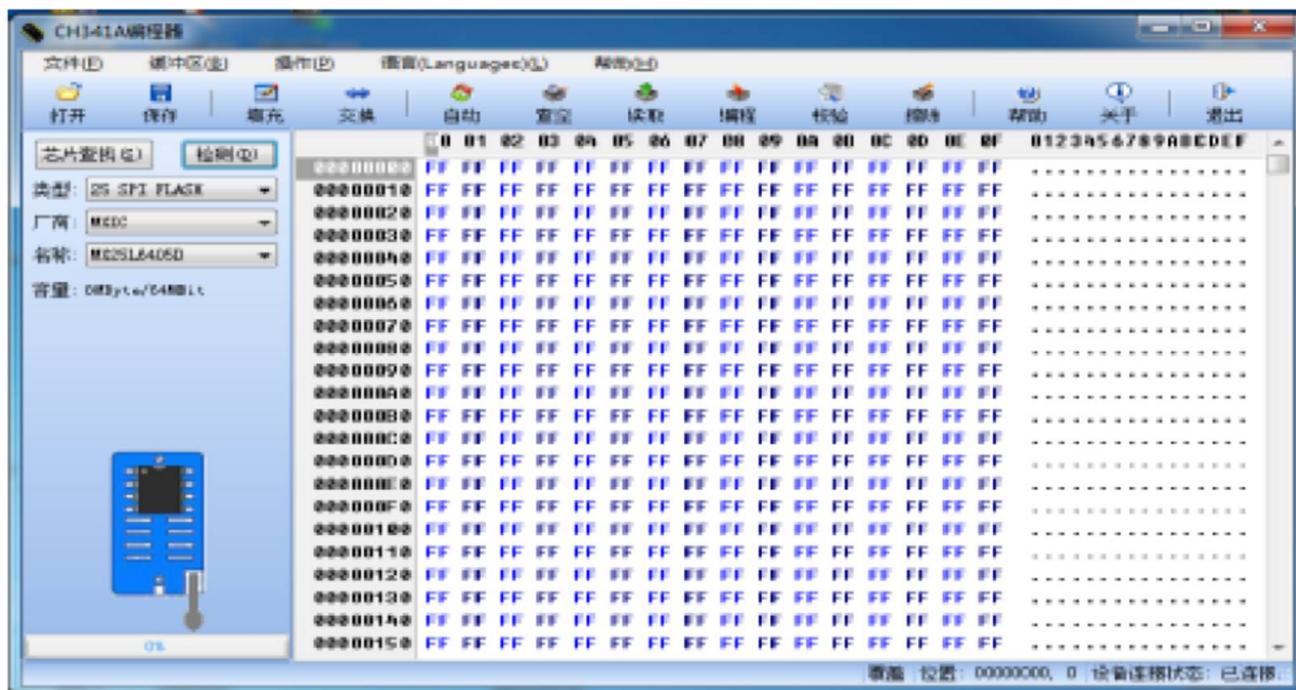 CH341A编程器
文件(F) 缓冲区(B) 操作(P) 语言(Languages)(L) 帮助(H)
打开 保存 填充 交换 自动 查空 读取 编程 校验 擦除 帮助 关于 退出
芯片查找(S) 检测(D)
类型: 25 SPI FLASH
厂商: MXIC
名称: MX25L6405D
容量: 8MByte/64MBit
0%
00 01 02 03 04 05 06 07 08 09 0A 0B 0C 0D 0E 0F 0123456789ABCDEF
00000000 FF FF FF FF FF FF FF FF FF FF FF FF FF FF FF FF ................
00000010 FF FF FF FF FF FF FF FF FF FF FF FF FF FF FF FF ................
00000020 FF FF FF FF FF FF FF FF FF FF FF FF FF FF FF FF ................
00000030 FF FF FF FF FF FF FF FF FF FF FF FF FF FF FF FF ................
00000040 FF FF FF FF FF FF FF FF FF FF FF FF FF FF FF FF ................
00000050 FF FF FF FF FF FF FF FF FF FF FF FF FF FF FF FF ................
00000060 FF FF FF FF FF FF FF FF FF FF FF FF FF FF FF FF ................
00000070 FF FF FF FF FF FF FF FF FF FF FF FF FF FF FF FF ................
00000080 FF FF FF FF FF FF FF FF FF FF FF FF FF FF FF FF ................
00000090 FF FF FF FF FF FF FF FF FF FF FF FF FF FF FF FF ................
000000A0 FF FF FF FF FF FF FF FF FF FF FF FF FF FF FF FF ................
000000B0 FF FF FF FF FF FF FF FF FF FF FF FF FF FF FF FF ................
000000C0 FF FF FF FF FF FF FF FF FF FF FF FF FF FF FF FF ................
000000D0 FF FF FF FF FF FF FF FF FF FF FF FF FF FF FF FF ................
000000E0 FF FF FF FF FF FF FF FF FF FF FF FF FF FF FF FF ................
000000F0 FF FF FF FF FF FF FF FF FF FF FF FF FF FF FF FF ................
00000100 FF FF FF FF FF FF FF FF FF FF FF FF FF FF FF FF ................
00000110 FF FF FF FF FF FF FF FF FF FF FF FF FF FF FF FF ................
00000120 FF FF FF FF FF FF FF FF FF FF FF FF FF FF FF FF ................
00000130 FF FF FF FF FF FF FF FF FF FF FF FF FF FF FF FF ................
00000140 FF FF FF FF FF FF FF FF FF FF FF FF FF FF FF FF ................
00000150 FF FF FF FF FF FF FF FF FF FF FF FF FF FF FF FF ................
覆盖 位置: 00000000, 0 设备连接状态: 已连接